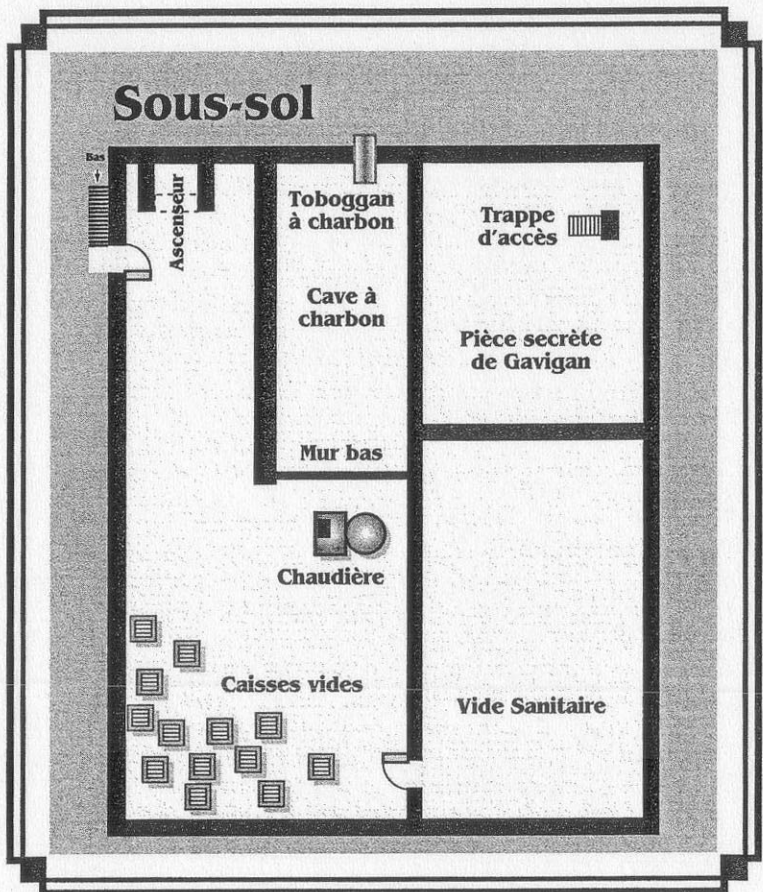 Sous-sol
Bas
Ascenseur
Toboggan
à charbon
Trappe
d'accès
Cave à
charbon
Pièce secrète
de Gavigan
Mur bas
Chaudière
Caisses vides
Vide Sanitaire